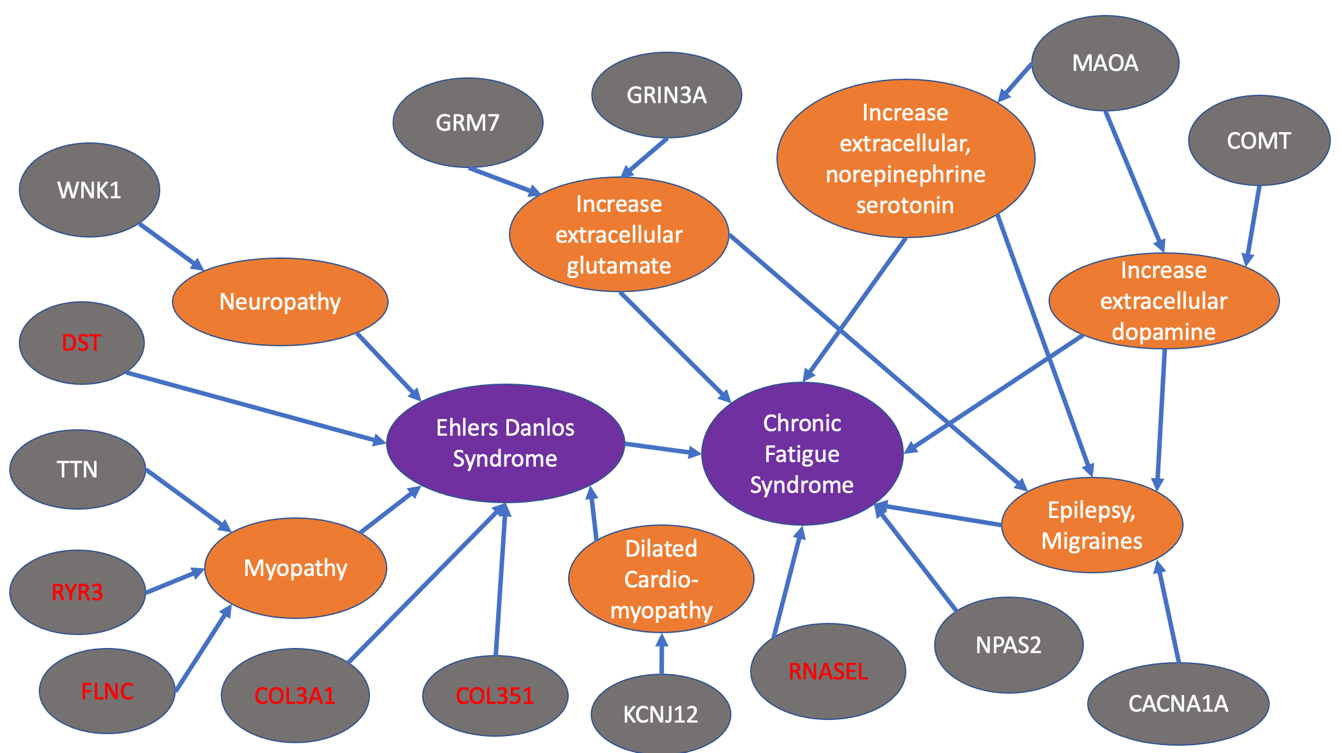 MAOA
GRIN3A
GRM7
Increase
extracellular,
norepinephrine
serotonin
COMT
WNK1
Increase
extracellular
glutamate
Increase
extracellular
dopamine
Neuropathy
DST
Ehlers Danlos
Syndrome
Chronic
Fatigue
Syndrome
TTN
Epilepsy,
Migraines
Myopathy
Dilated
Cardio-
myopathy
RYR3
NPAS2
RNASEL
FLNC
COL3A1
COL351
KCNJ12
CACNA1A